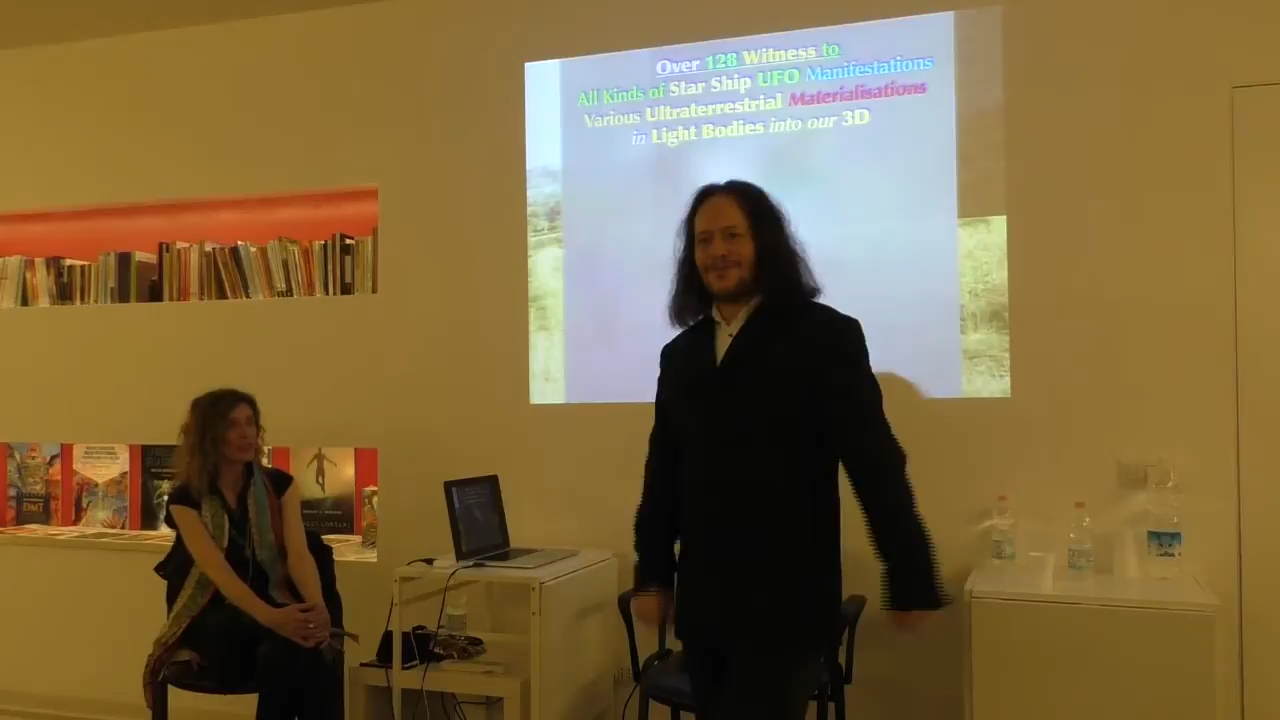 Over 128 Witness to
All Kinds of Star Ship UFO Manifestations
Various Ultraterrestrial Materialisations
in Light Bodies into our 3D
DMT